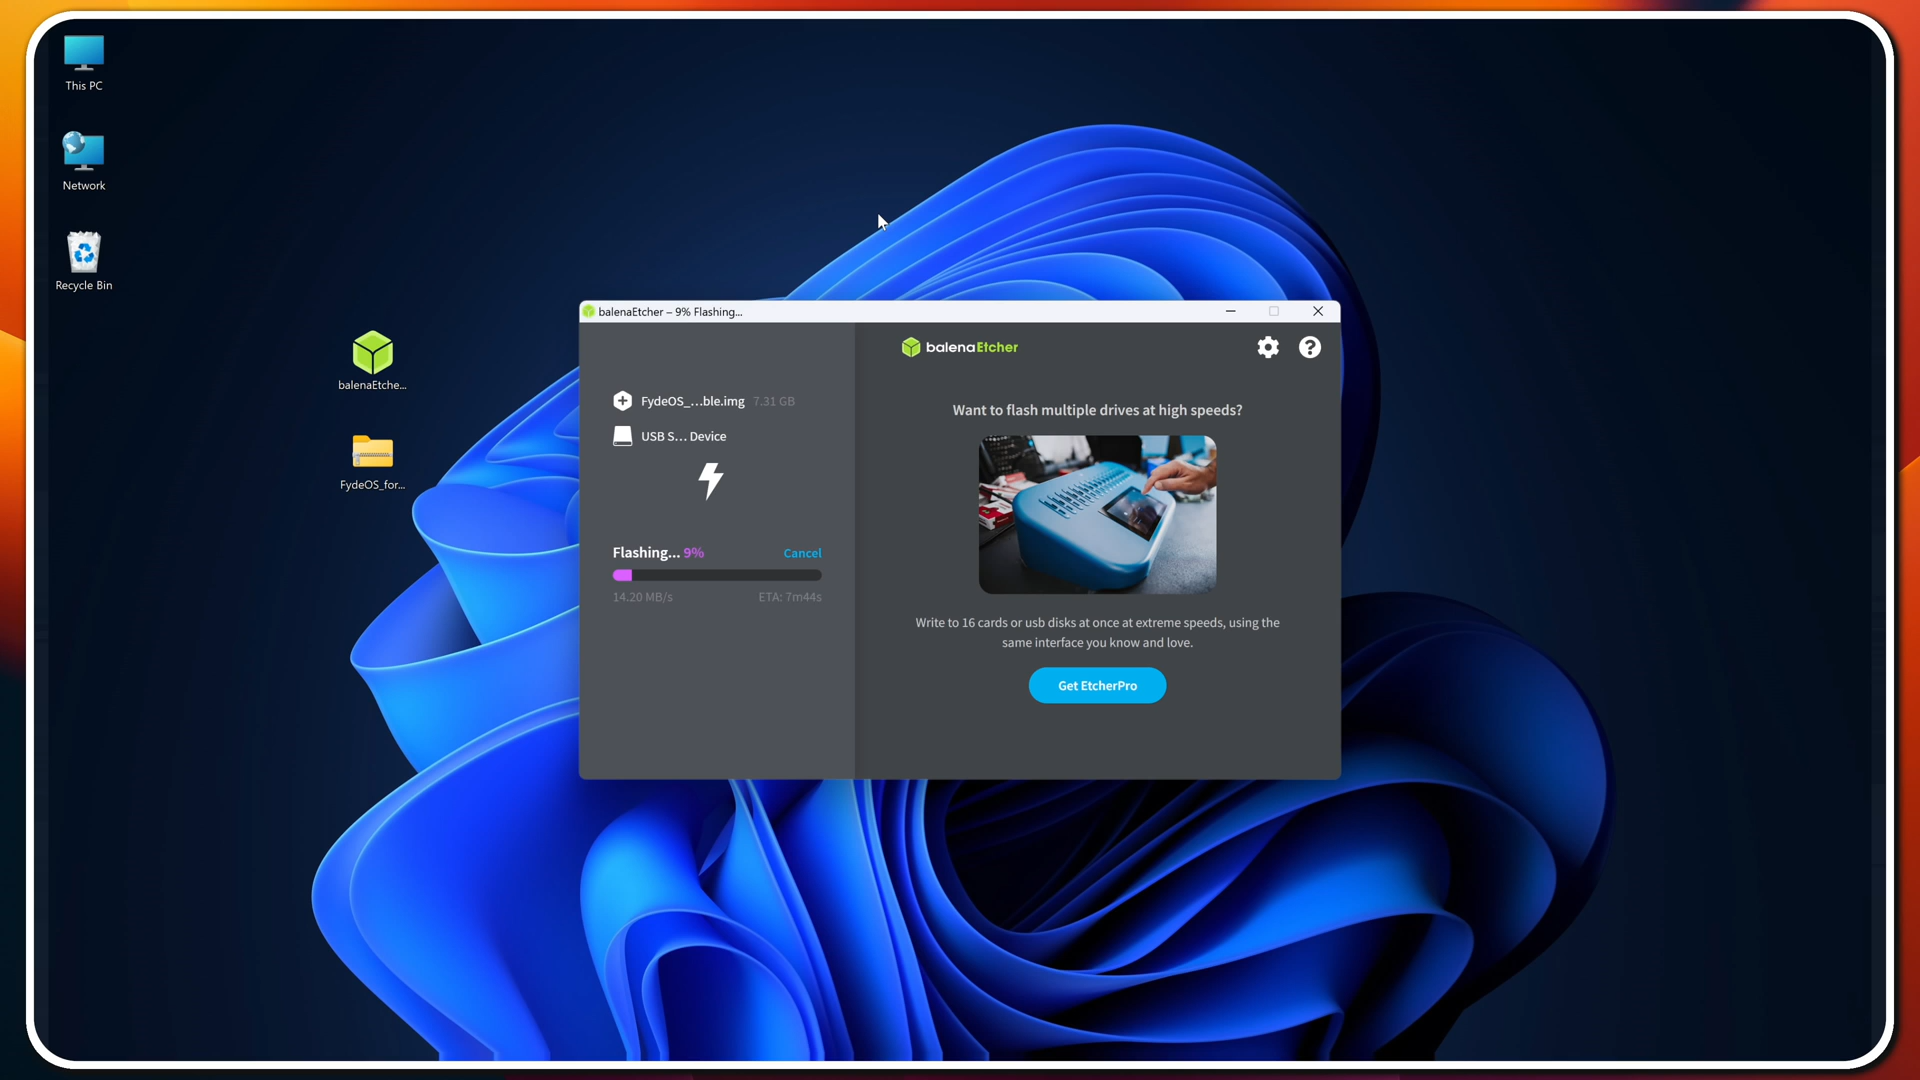 This PC
Network
Recycle Bin
balenaEtche...
FydeOS_for...
balenaEtcher – 9% Flashing...
balenaEtcher
FydeOS_...ble.img 7.31 GB
USB S... Device
Flashing... 9% Cancel
14.20 MB/s ETA: 7m44s
Want to flash multiple drives at high speeds?
Write to 16 cards or usb disks at once at extreme speeds, using the
same interface you know and love.
Get EtcherPro